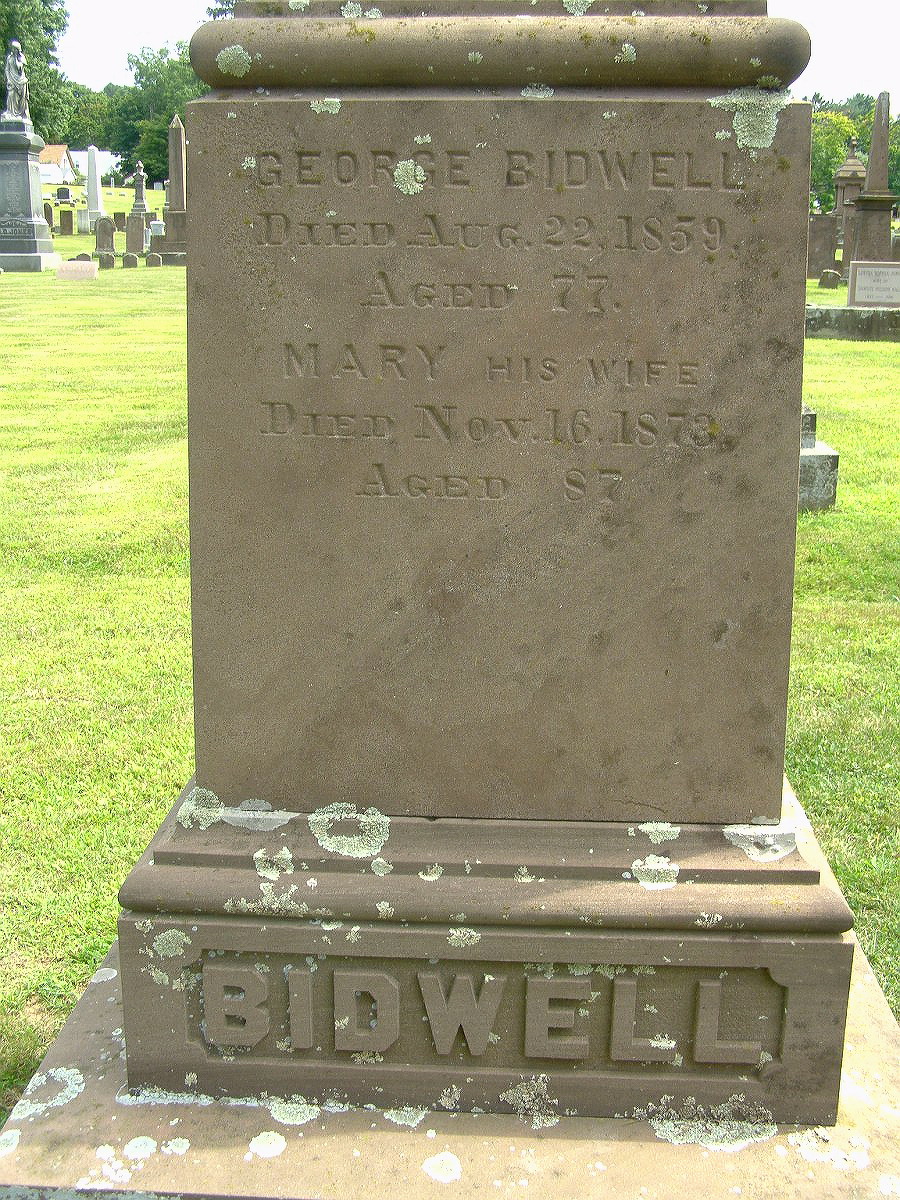 GEORGE BIDWELL
DIED AUG. 22, 1859.
AGED 77.
MARY HIS WIFE
DIED NOV. 16. 1873.
AGED 87
BIDWELL